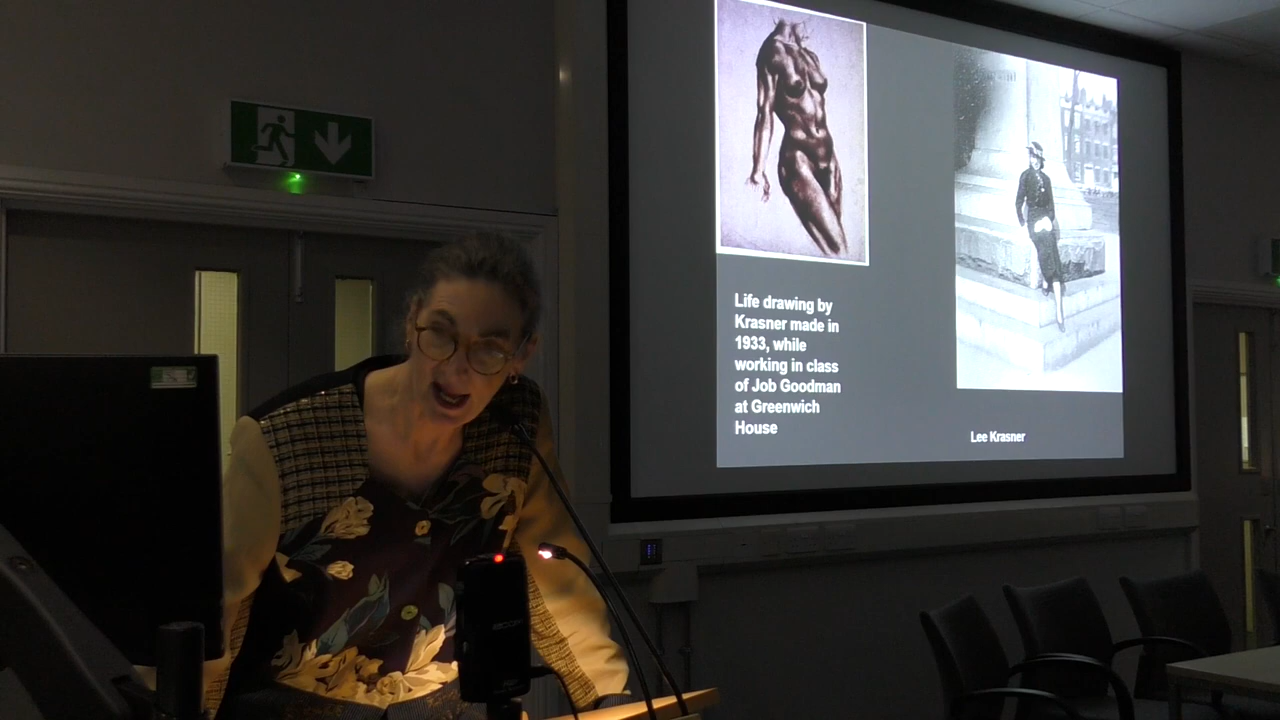 Life drawing by
Krasner made in
1933, while
working in class
of Job Goodman
at Greenwich
House
Lee Krasner